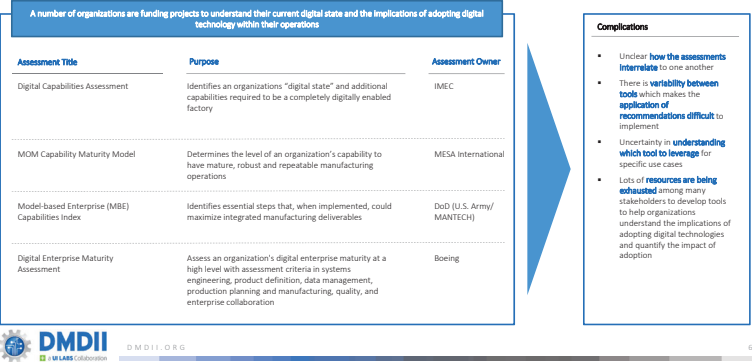 A number of organizations are funding projects to understand their current digital state and the implications of adopting digital
technology within their operations
Assessment Title
Purpose
Assessment Owner
Digital Capabilities Assessment
Identifies an organizations "digital state" and additional
capabilities required to be a completely digitally enabled
factory
IMEC
MOM Capability Maturity Model
Determines the level of an organization's capability to
have mature, robust and repeatable manufacturing
operations
MESA International
Model-based Enterprise (MBE)
Capabilities Index
Identifies essential steps that, when implemented, could
maximize integrated manufacturing deliverables
DoD (U.S. Army/
MANTECH)
Digital Enterprise Maturity
Assessment
Assess an organization's digital enterprise maturity at a
high level with assessment criteria in systems
engineering, product definition, data management,
production planning and manufacturing, quality, and
enterprise collaboration
Boeing
Complications
▪ Unclear how the assessments
interrelate to one another
▪ There is variability between
tools which makes the
application of
recommendations difficult to
implement
▪ Uncertainty in understanding
which tool to leverage for
specific use cases
▪ Lots of resources are being
exhausted among many
stakeholders to develop tools
to help organizations
understand the implications of
adopting digital technologies
and quantify the impact of
adoption
DMDII
a UI LABS Collaboration
DMDII.ORG
6